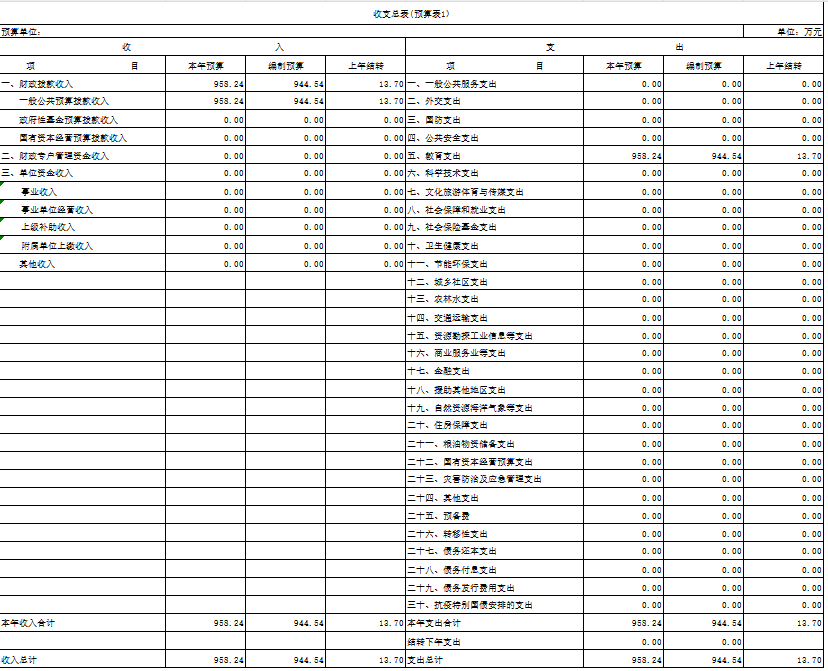 收支总表(预算表1)
预算单位: 单位: 万元
收 入 支 出
项 目 本年预算 编制预算 上年结转 项 目 本年预算 编制预算 上年结转
一、财政拨款收入 958.24 944.54 13.70 一、一般公共服务支出 0.00 0.00 0.00
一般公共预算拨款收入 958.24 944.54 13.70 二、外交支出 0.00 0.00 0.00
政府性基金预算拨款收入 0.00 0.00 0.00 三、国防支出 0.00 0.00 0.00
国有资本经营预算拨款收入 0.00 0.00 0.00 四、公共安全支出 0.00 0.00 0.00
二、财政专户管理资金收入 0.00 0.00 0.00 五、教育支出 958.24 944.54 13.70
三、单位资金收入 0.00 0.00 0.00 六、科学技术支出 0.00 0.00 0.00
事业收入 0.00 0.00 0.00 七、文化旅游体育与传媒支出 0.00 0.00 0.00
事业单位经营收入 0.00 0.00 0.00 八、社会保障和就业支出 0.00 0.00 0.00
上级补助收入 0.00 0.00 0.00 九、社会保险基金支出 0.00 0.00 0.00
附属单位上缴收入 0.00 0.00 0.00 十、卫生健康支出 0.00 0.00 0.00
其他收入 0.00 0.00 0.00 十一、节能环保支出 0.00 0.00 0.00
十二、城乡社区支出 0.00 0.00 0.00
十三、农林水支出 0.00 0.00 0.00
十四、交通运输支出 0.00 0.00 0.00
十五、资源勘探工业信息等支出 0.00 0.00 0.00
十六、商业服务业等支出 0.00 0.00 0.00
十七、金融支出 0.00 0.00 0.00
十八、援助其他地区支出 0.00 0.00 0.00
十九、自然资源海洋气象等支出 0.00 0.00 0.00
二十、住房保障支出 0.00 0.00 0.00
二十一、粮油物资储备支出 0.00 0.00 0.00
二十二、国有资本经营预算支出 0.00 0.00 0.00
二十三、灾害防治及应急管理支出 0.00 0.00 0.00
二十四、其他支出 0.00 0.00 0.00
二十五、预备费 0.00 0.00 0.00
二十六、转移性支出 0.00 0.00 0.00
二十七、债务还本支出 0.00 0.00 0.00
二十八、债务付息支出 0.00 0.00 0.00
二十九、债务发行费用支出 0.00 0.00 0.00
三十、抗疫特别国债安排的支出 0.00 0.00 0.00
本年收入合计 958.24 944.54 13.70 本年支出合计 958.24 944.54 13.70
结转下年支出 0.00 0.00
收入总计 958.24 944.54 13.70 支出总计 958.24 944.54 13.70